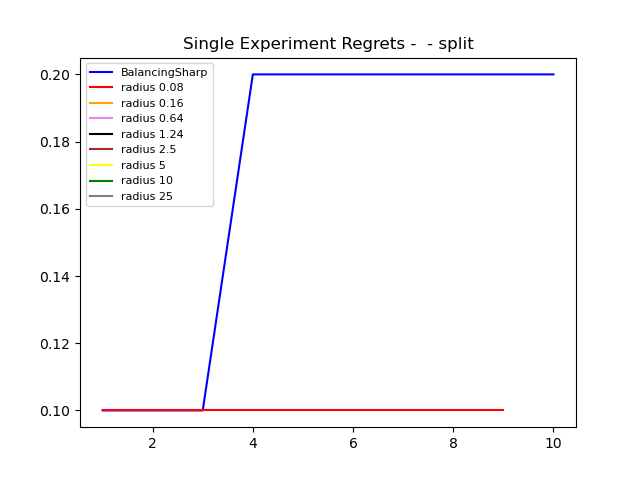 Single Experiment Regrets -  - split
0.20
0.18
0.16
0.14
0.12
0.10
BalancingSharp
radius 0.08
radius 0.16
radius 0.64
radius 1.24
radius 2.5
radius 5
radius 10
radius 25
2 4 6 8 10